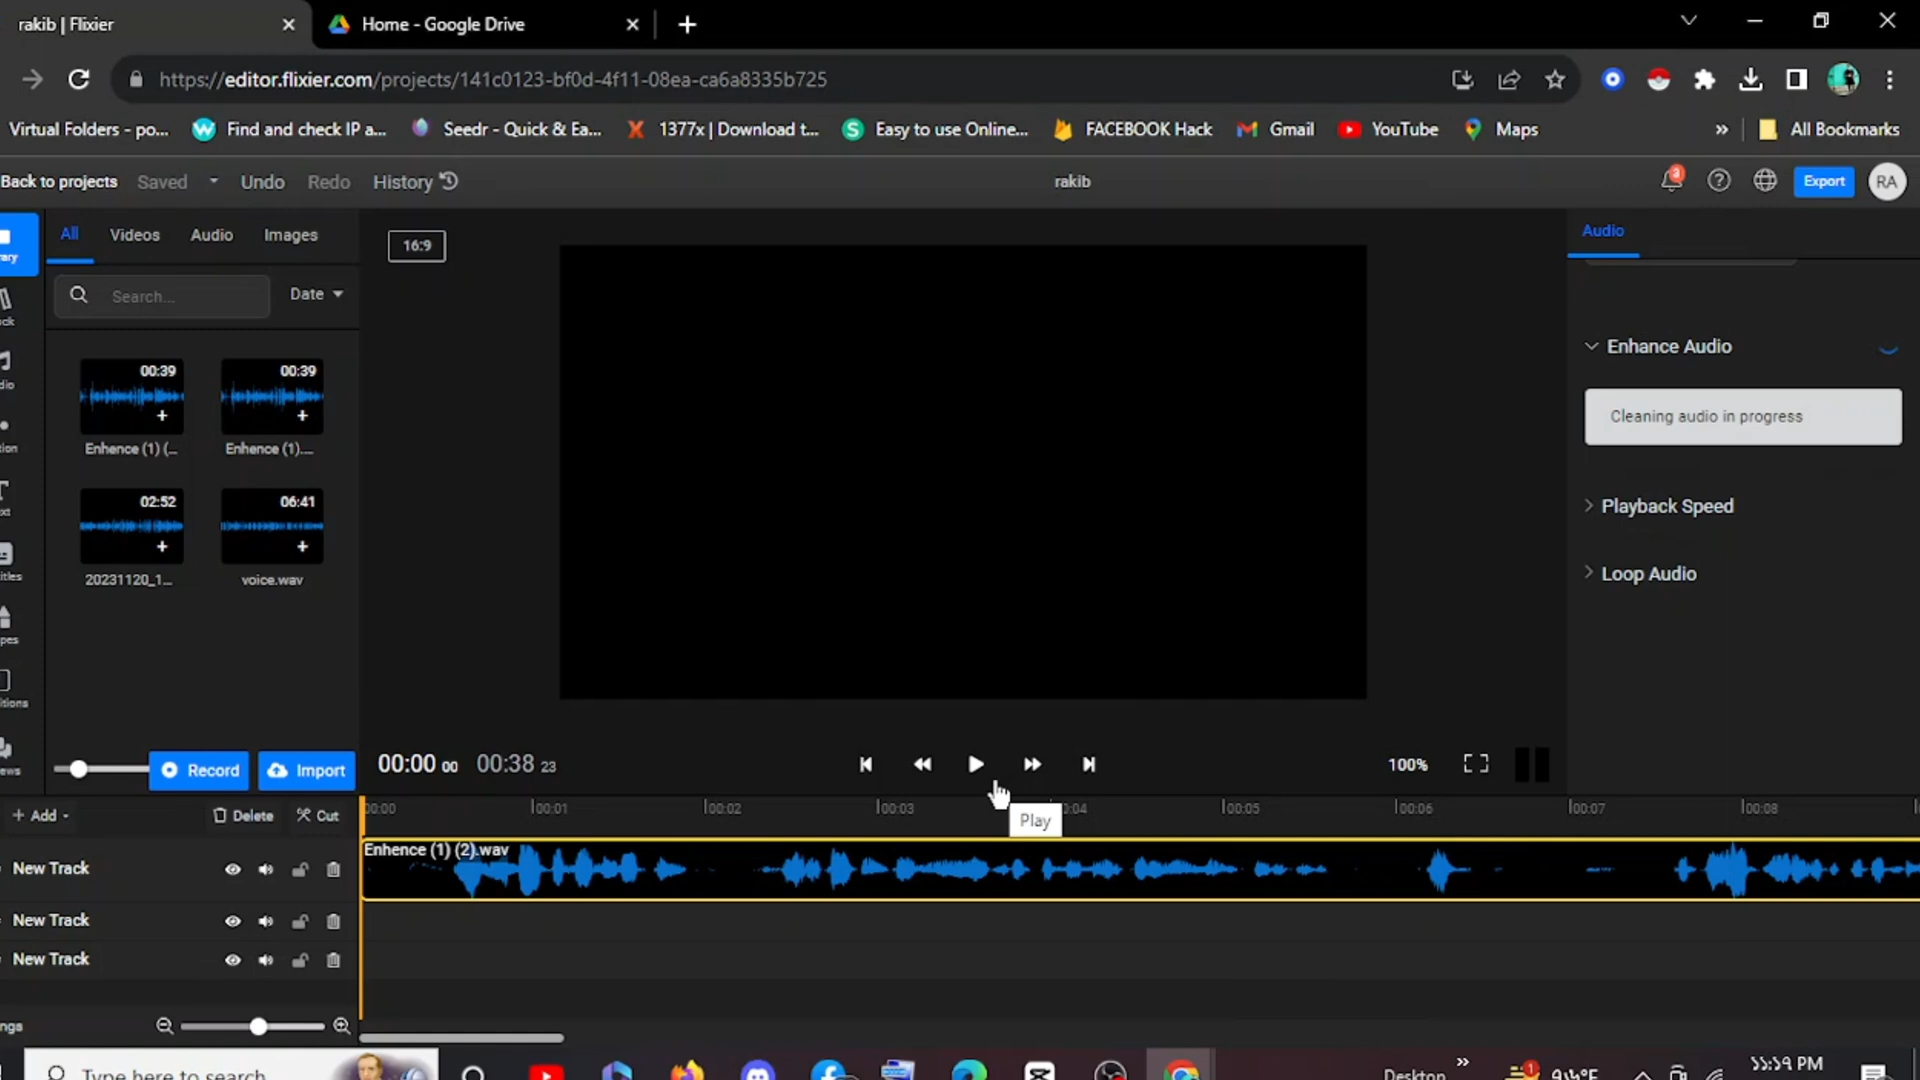 rakib | Flixier
Home - Google Drive
https://editor.flixier.com/projects/141c0123-bf0d-4f11-08ea-ca6a8335b725
Virtual Folders - po...
Find and check IP a...
Seedr - Quick & Ea...
1377x | Download t...
Easy to use Online...
FACEBOOK Hack
Gmail
YouTube
Maps
»
All Bookmarks
Back to projects
Saved
Undo
Redo
History
rakib
Export
RA
All
Videos
Audio
Images
16:9
Audio
Search...
Date
Enhance Audio
Cleaning audio in progress
Playback Speed
Loop Audio
00:39
00:39
Enhence (1) (...
Enhence (1)....
02:52
06:41
20231120_1...
voice.wav
Record
Import
00:00 00
00:38 23
100%
Play
+ Add
Delete
Cut
00:00
00:01
00:02
00:03
00:04
00:05
00:06
00:07
00:08
Enhence (1) (2).wav
New Track
New Track
New Track
Type here to search
Desktop
»
১১:১৯ PM